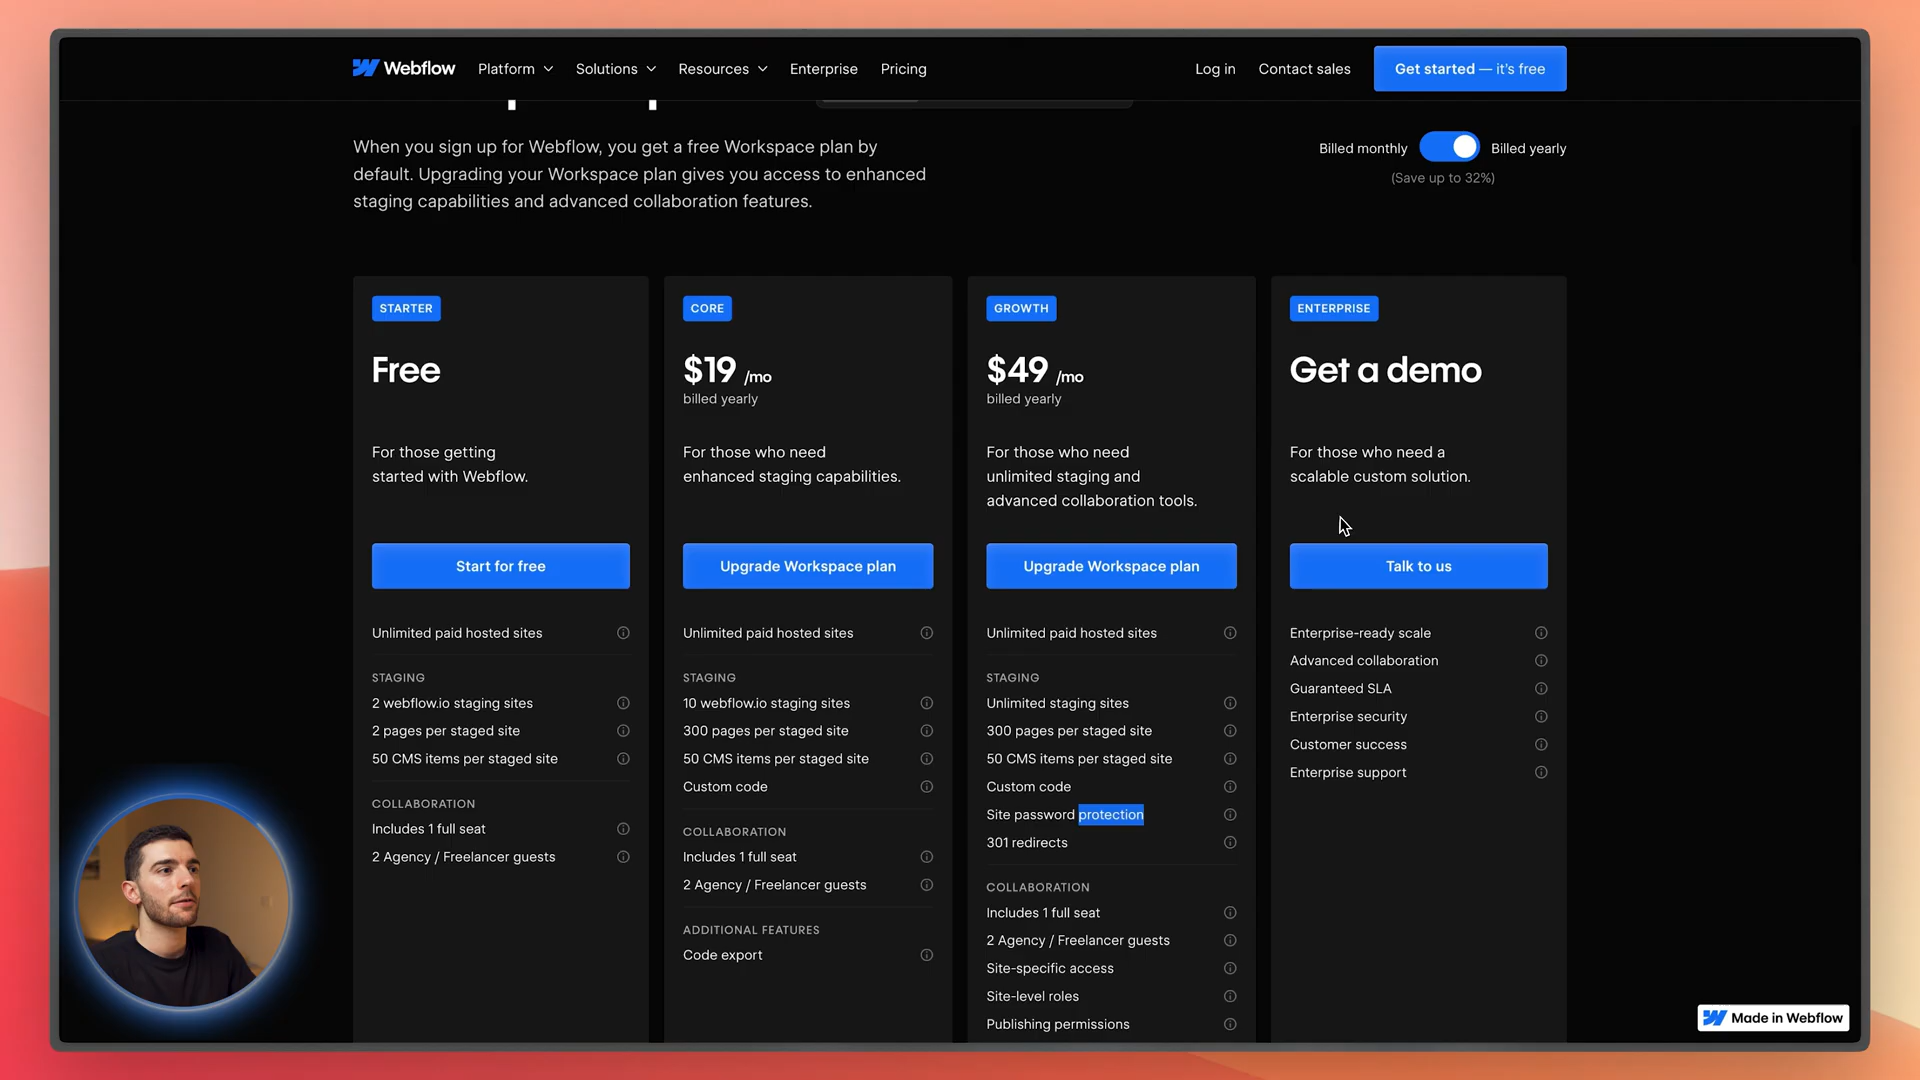 Webflow
Platform
Solutions
Resources
Enterprise
Pricing
Log in
Contact sales
Get started — it's free
When you sign up for Webflow, you get a free Workspace plan by
default. Upgrading your Workspace plan gives you access to enhanced
staging capabilities and advanced collaboration features.
Billed monthly
Billed yearly
(Save up to 32%)
STARTER
Free
For those getting
started with Webflow.
Start for free
Unlimited paid hosted sites
STAGING
2 webflow.io staging sites
2 pages per staged site
50 CMS items per staged site
COLLABORATION
Includes 1 full seat
2 Agency / Freelancer guests
CORE
$19 /mo
billed yearly
For those who need
enhanced staging capabilities.
Upgrade Workspace plan
Unlimited paid hosted sites
STAGING
10 webflow.io staging sites
300 pages per staged site
50 CMS items per staged site
Custom code
COLLABORATION
Includes 1 full seat
2 Agency / Freelancer guests
ADDITIONAL FEATURES
Code export
GROWTH
$49 /mo
billed yearly
For those who need
unlimited staging and
advanced collaboration tools.
Upgrade Workspace plan
Unlimited paid hosted sites
STAGING
Unlimited staging sites
300 pages per staged site
50 CMS items per staged site
Custom code
Site password protection
301 redirects
COLLABORATION
Includes 1 full seat
2 Agency / Freelancer guests
Site-specific access
Site-level roles
Publishing permissions
ENTERPRISE
Get a demo
For those who need a
scalable custom solution.
Talk to us
Enterprise-ready scale
Advanced collaboration
Guaranteed SLA
Enterprise security
Customer success
Enterprise support
Made in Webflow